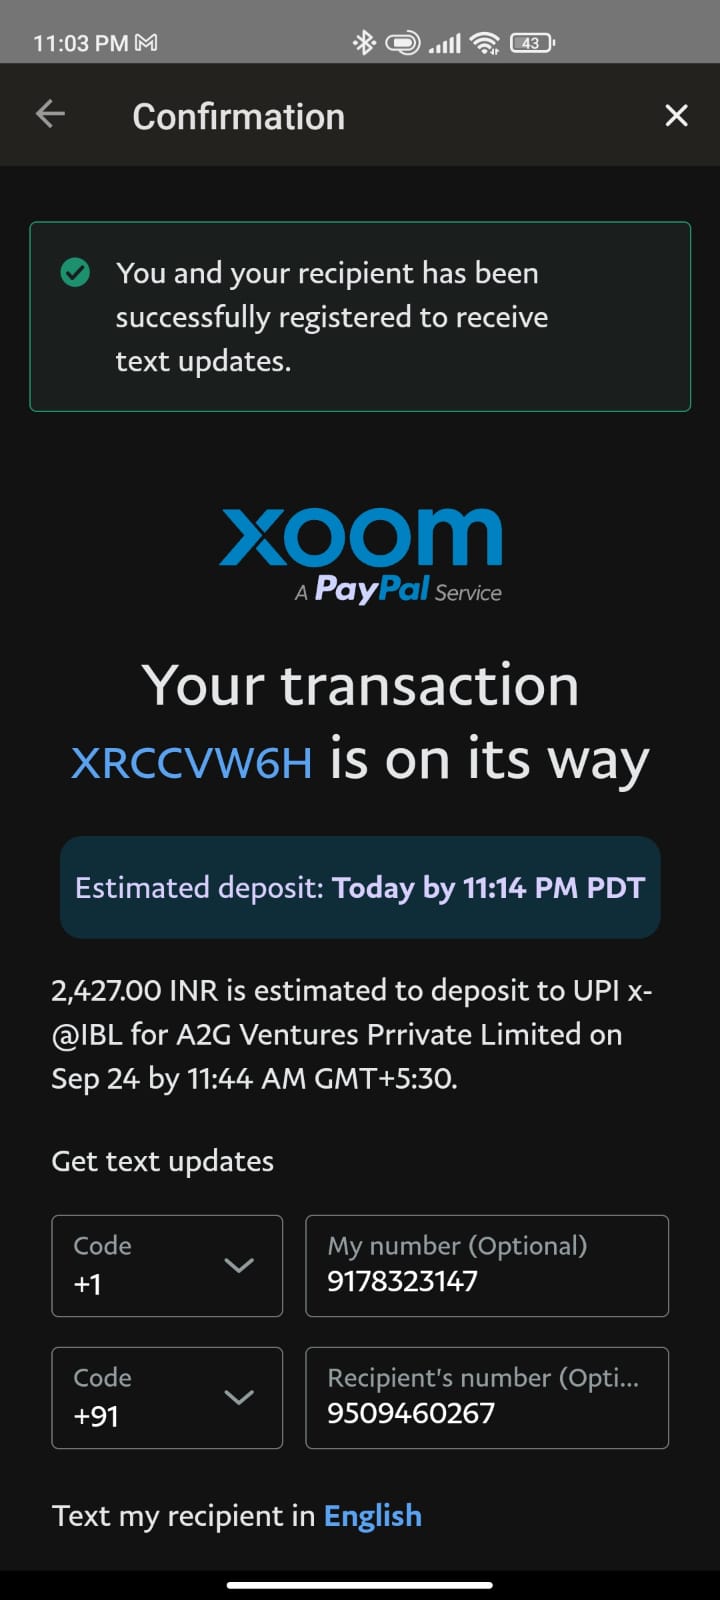 11:03 PM
43
Confirmation
You and your recipient has been
successfully registered to receive
text updates.
xoom
A PayPal Service
Your transaction
XRCCVW6H is on its way
Estimated deposit: Today by 11:14 PM PDT
2,427.00 INR is estimated to deposit to UPI x-
@IBL for A2G Ventures Prrivate Limited on
Sep 24 by 11:44 AM GMT+5:30.
Get text updates
Code
+1
My number (Optional)
9178323147
Code
+91
Recipient's number (Opti...
9509460267
Text my recipient in English